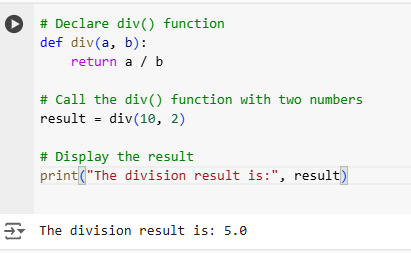 # Declare div() function
def div(a, b):
    return a / b
# Call the div() function with two numbers
result = div(10, 2)
# Display the result
print("The division result is:", result)
The division result is: 5.0